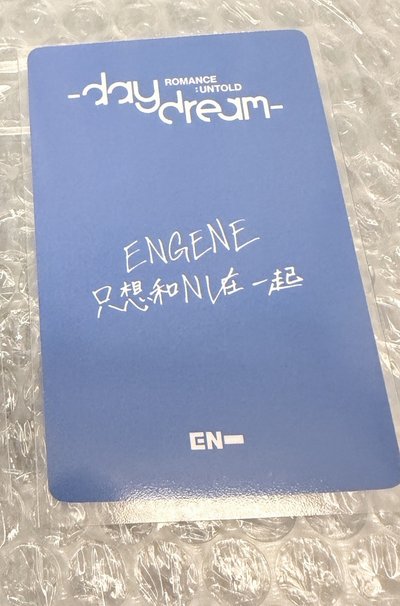 ROMANCE
:UNTOLD
-daydream-
ENGENE
只想和NI在一起
EN-